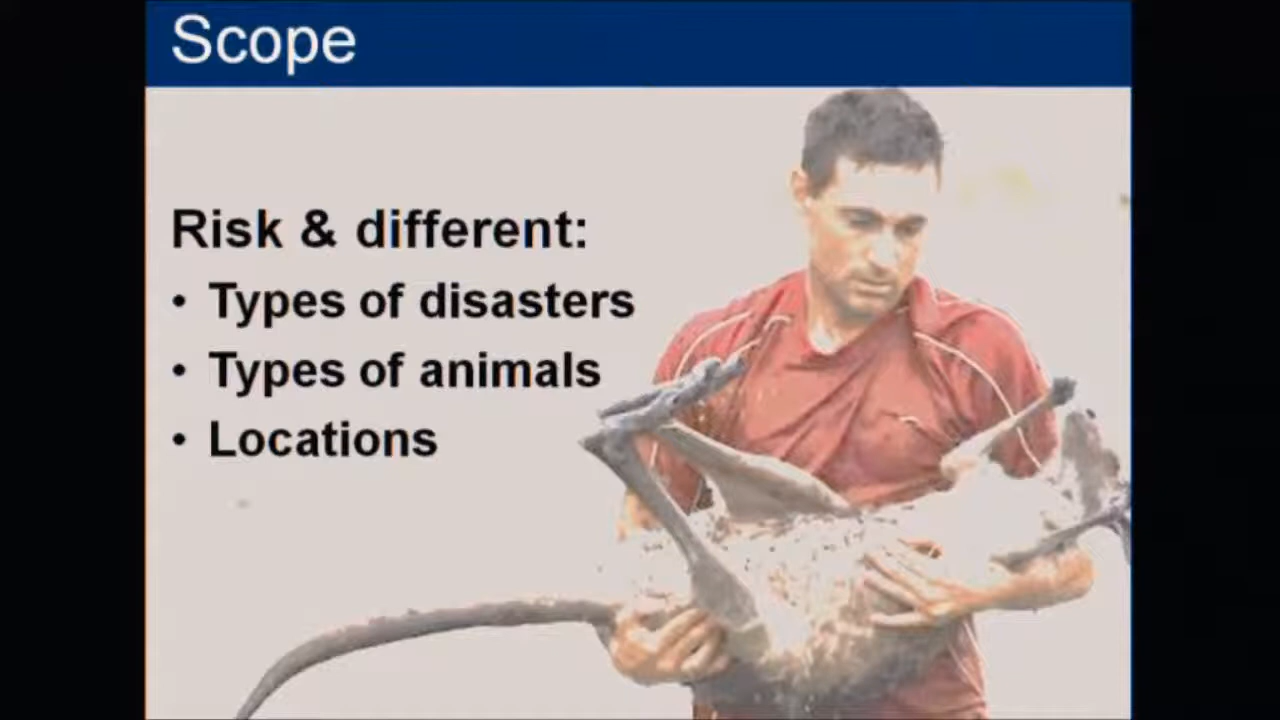 Scope
Risk & different:
• Types of disasters
• Types of animals
• Locations